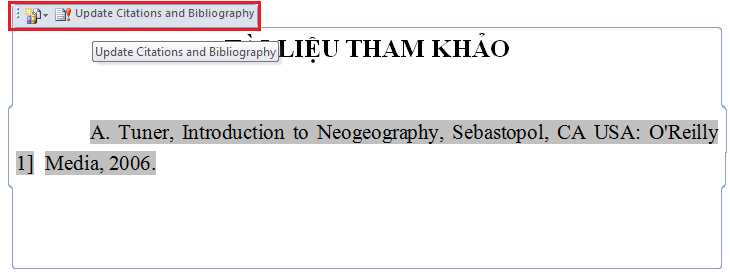 Update Citations and Bibliography
Update Citations and Bibliography
LIỆU THAM KHẢO
A. Tuner, Introduction to Neogeography, Sebastopol, CA USA: O'Reilly
1] Media, 2006.